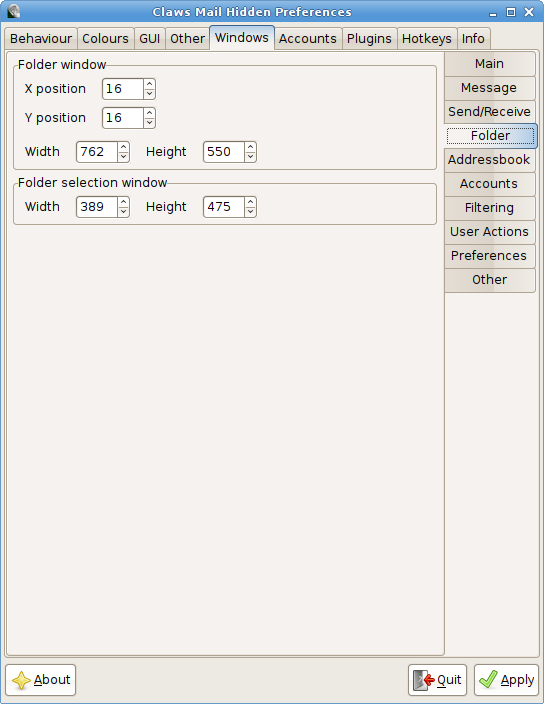 Claws Mail Hidden Preferences
Behaviour Colours GUI Other Windows Accounts Plugins Hotkeys Info
Folder window
X position 16
Y position 16
Width 762 Height 550
Folder selection window
Width 389 Height 475
Main
Message
Send/Receive
Folder
Addressbook
Accounts
Filtering
User Actions
Preferences
Other
About Quit Apply